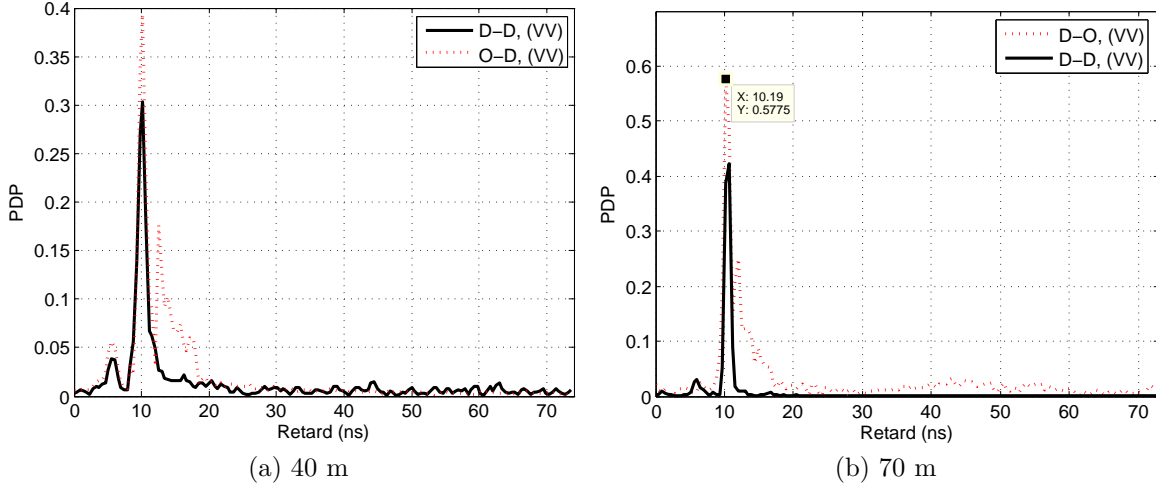 0.4
0.35
0.3
0.25
0.2
0.15
0.1
0.05
0
PDP
D−D, (VV)
O−D, (VV)
0 10 20 30 40 50 60 70
Retard (ns)
(a) 40 m
0.6
0.5
0.4
0.3
0.2
0.1
0
PDP
D−O, (VV)
D−D, (VV)
X: 10.19
Y: 0.5775
0 10 20 30 40 50 60 70
Retard (ns)
(b) 70 m